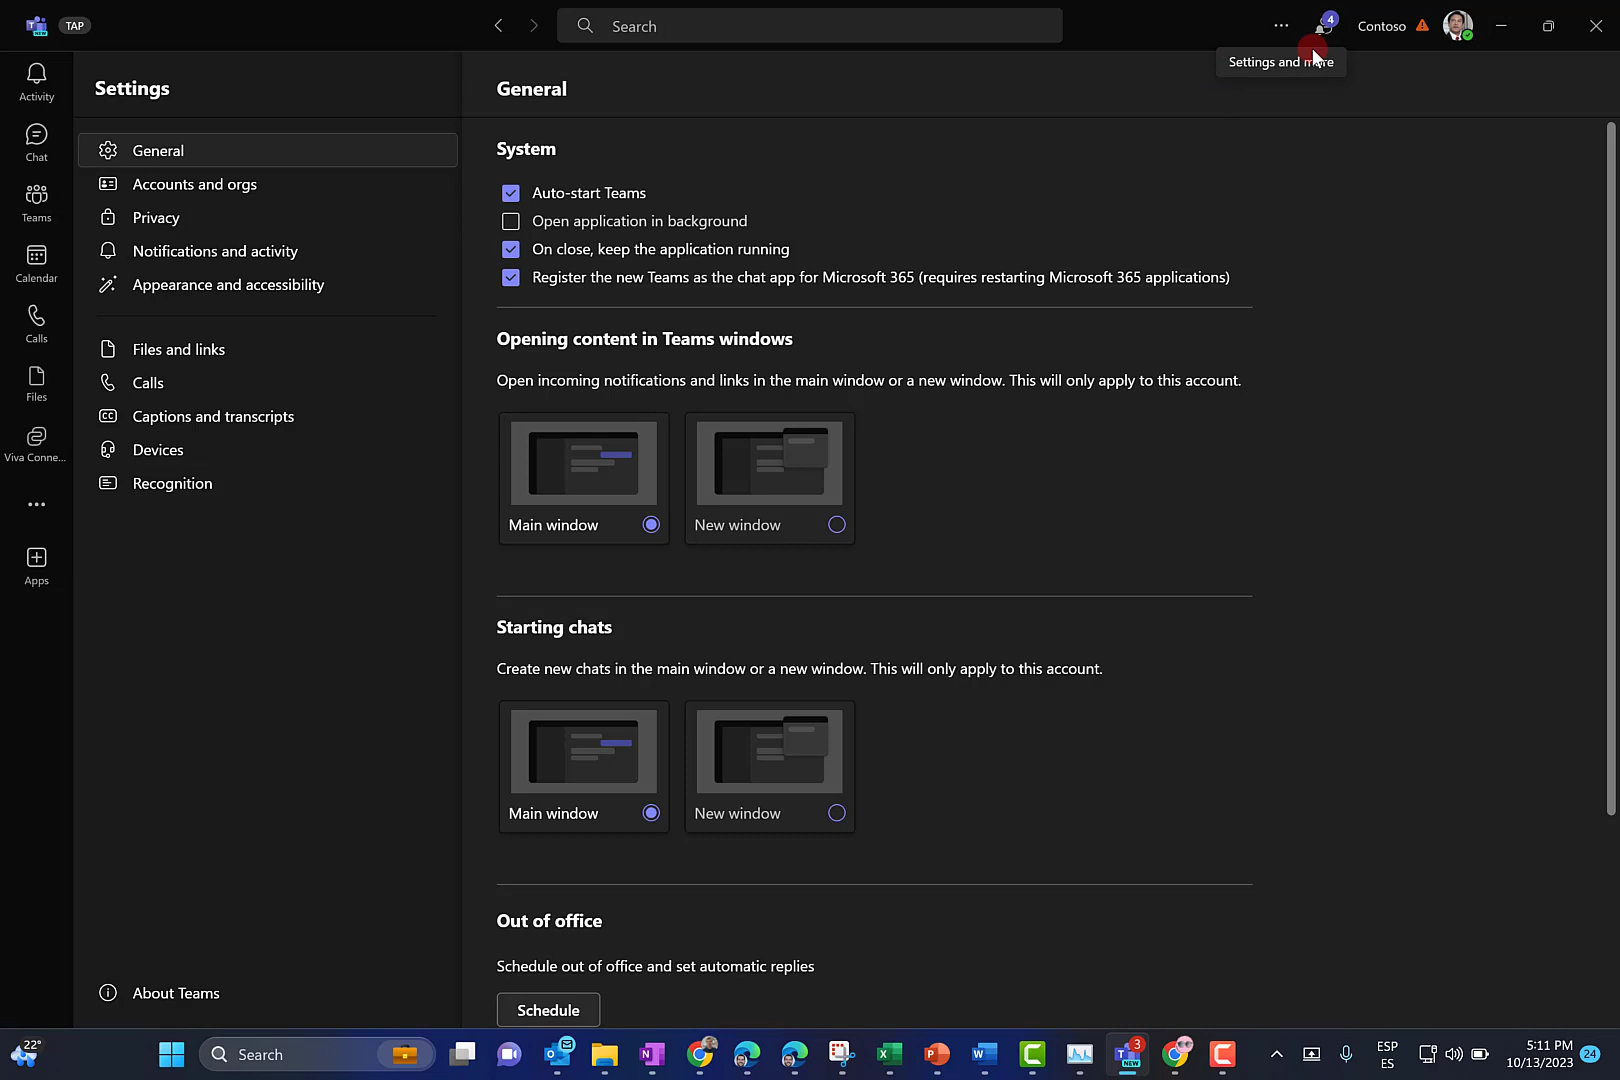 TAP
Search
4
Contoso
Settings and more
Activity
Chat
Teams
Calendar
Calls
Files
Viva Conne...
Apps
Settings
General
Accounts and orgs
Privacy
Notifications and activity
Appearance and accessibility
Files and links
Calls
Captions and transcripts
Devices
Recognition
About Teams
General
System
Auto-start Teams
Open application in background
On close, keep the application running
Register the new Teams as the chat app for Microsoft 365 (requires restarting Microsoft 365 applications)
Opening content in Teams windows
Open incoming notifications and links in the main window or a new window. This will only apply to this account.
Main window
New window
Starting chats
Create new chats in the main window or a new window. This will only apply to this account.
Main window
New window
Out of office
Schedule out of office and set automatic replies
Schedule
22°
Search
3
NEW
ESP
ES
5:11 PM
10/13/2023
24